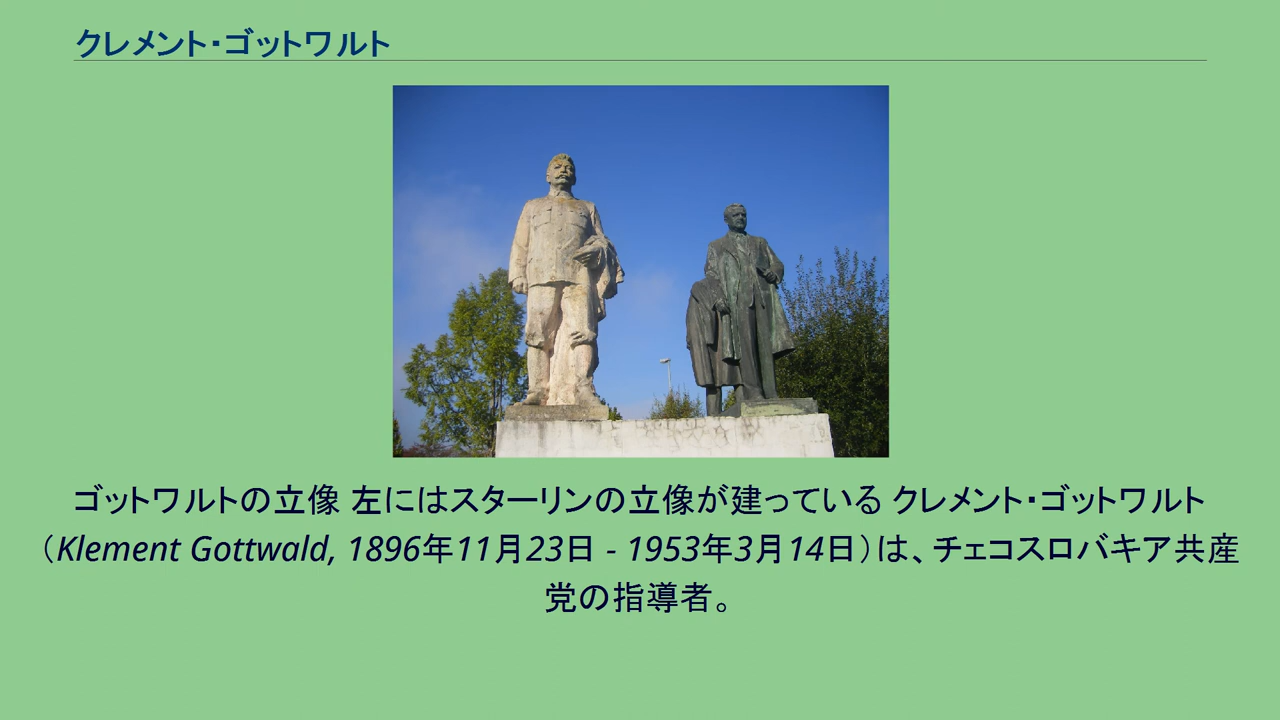 クレメント・ゴットワルト
ゴットワルトの立像 左にはスターリンの立像が建っている クレメント・ゴットワルト
（Klement Gottwald, 1896年11月23日 - 1953年3月14日）は、チェコスロバキア共産
党の指導者。